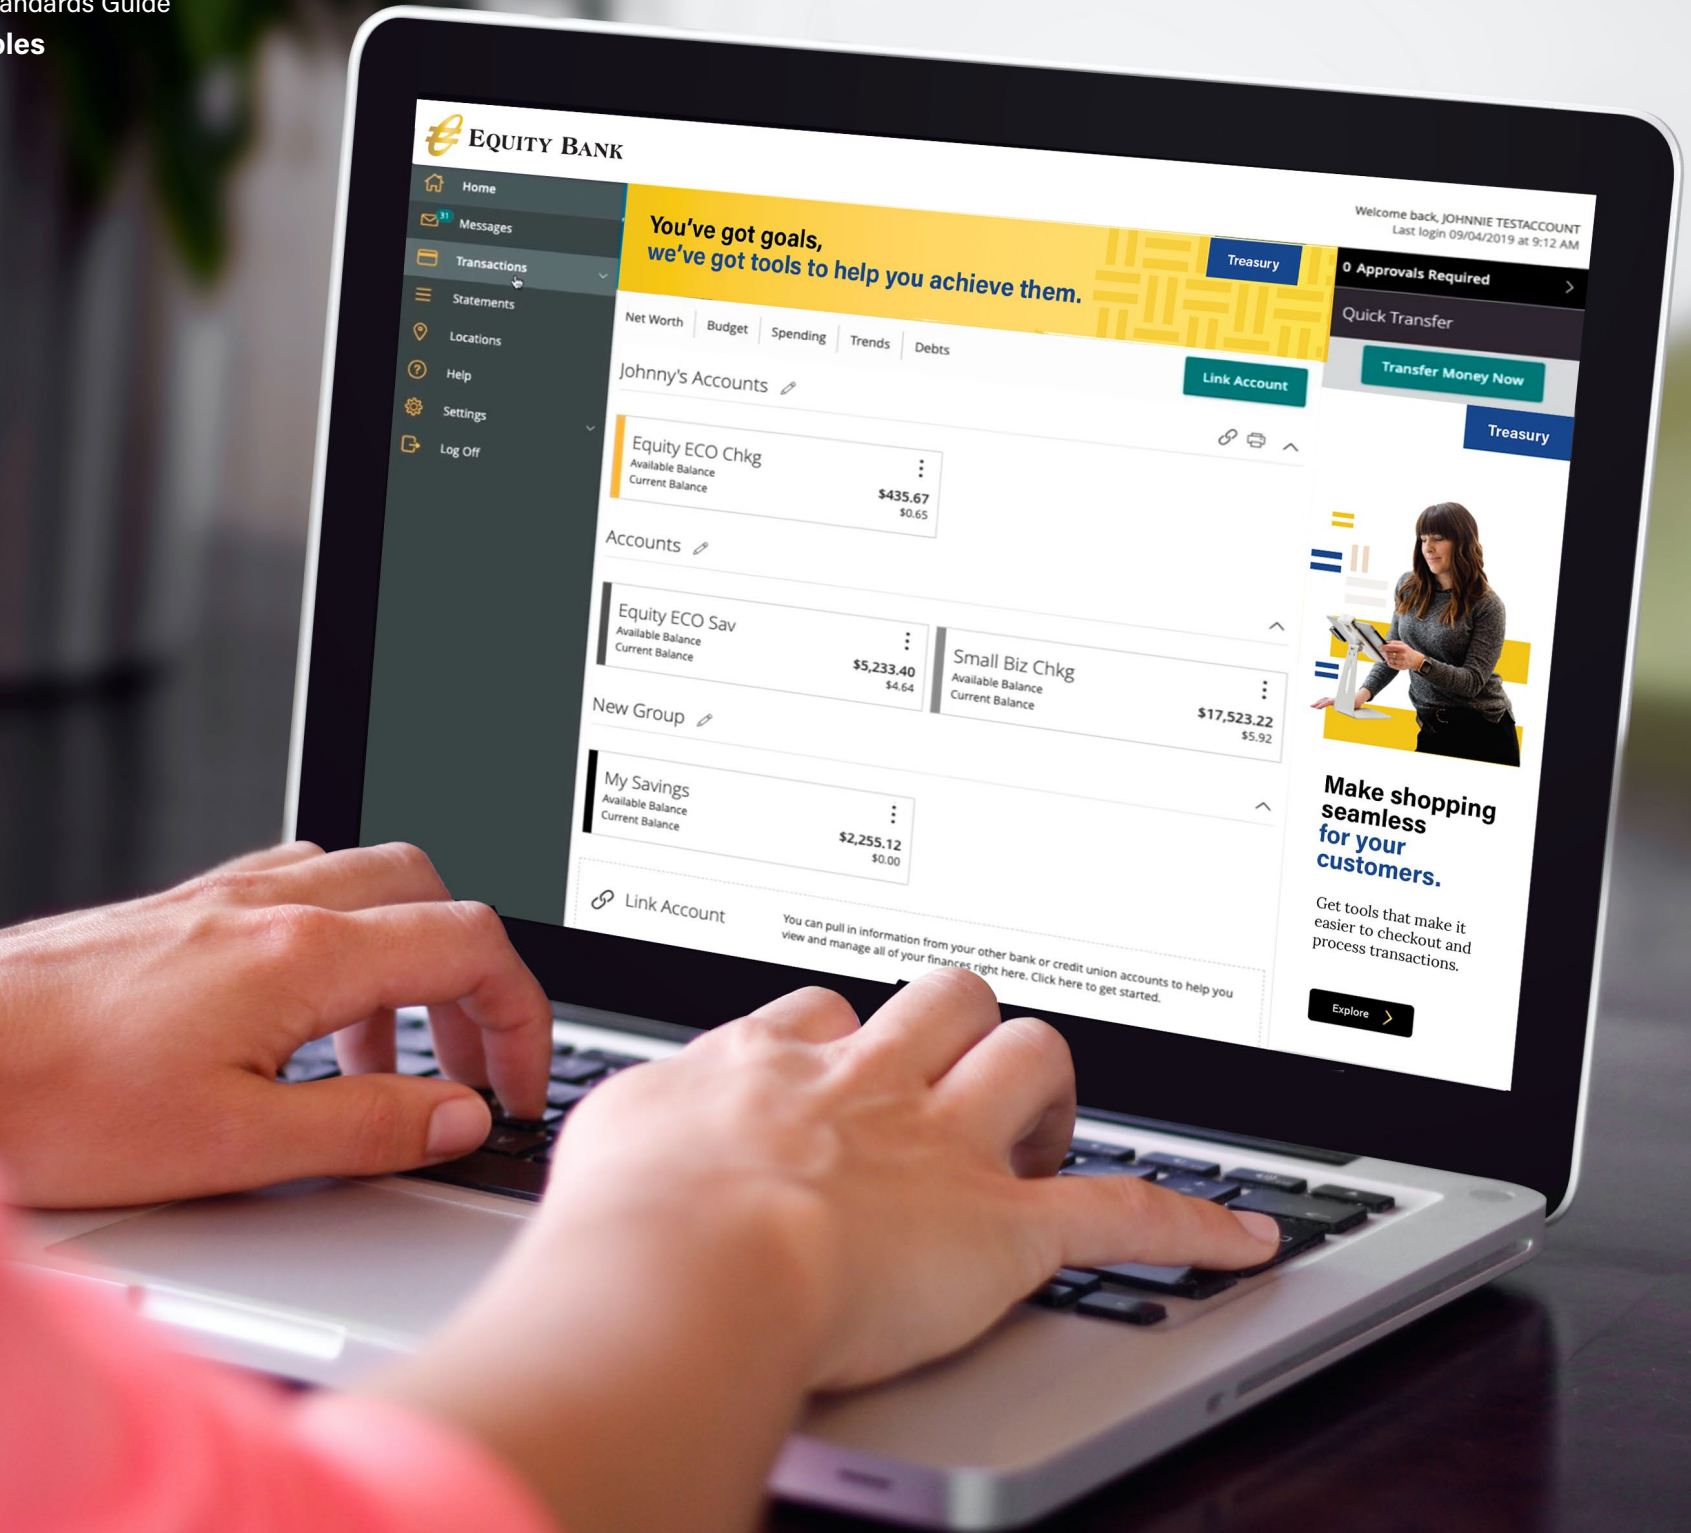 Standards Guide
EQUITY BANK
Welcome back, JOHNNIE TESTACCOUNT
Last login 09/04/2019 at 9:12 AM
Home
31
Messages
Transactions
Statements
Locations
Help
Settings
Log Off
You've got goals,
we've got tools to help you achieve them.
Treasury
Net Worth
Budget
Spending
Trends
Debts
Link Account
Johnny's Accounts
Equity ECO Chkg
Available Balance
Current Balance
$435.67
$0.65
Accounts
Equity ECO Sav
Available Balance
Current Balance
$5,233.40
$4.64
Small Biz Chkg
Available Balance
Current Balance
$17,523.22
$5.92
New Group
My Savings
Available Balance
Current Balance
$2,255.12
$0.00
Link Account
You can pull in information from your other bank or credit union accounts to help you
view and manage all of your finances right here. Click here to get started.
0 Approvals Required
Quick Transfer
Transfer Money Now
Treasury
Make shopping
seamless
for your
customers.
Get tools that make it
easier to checkout and
process transactions.
Explore